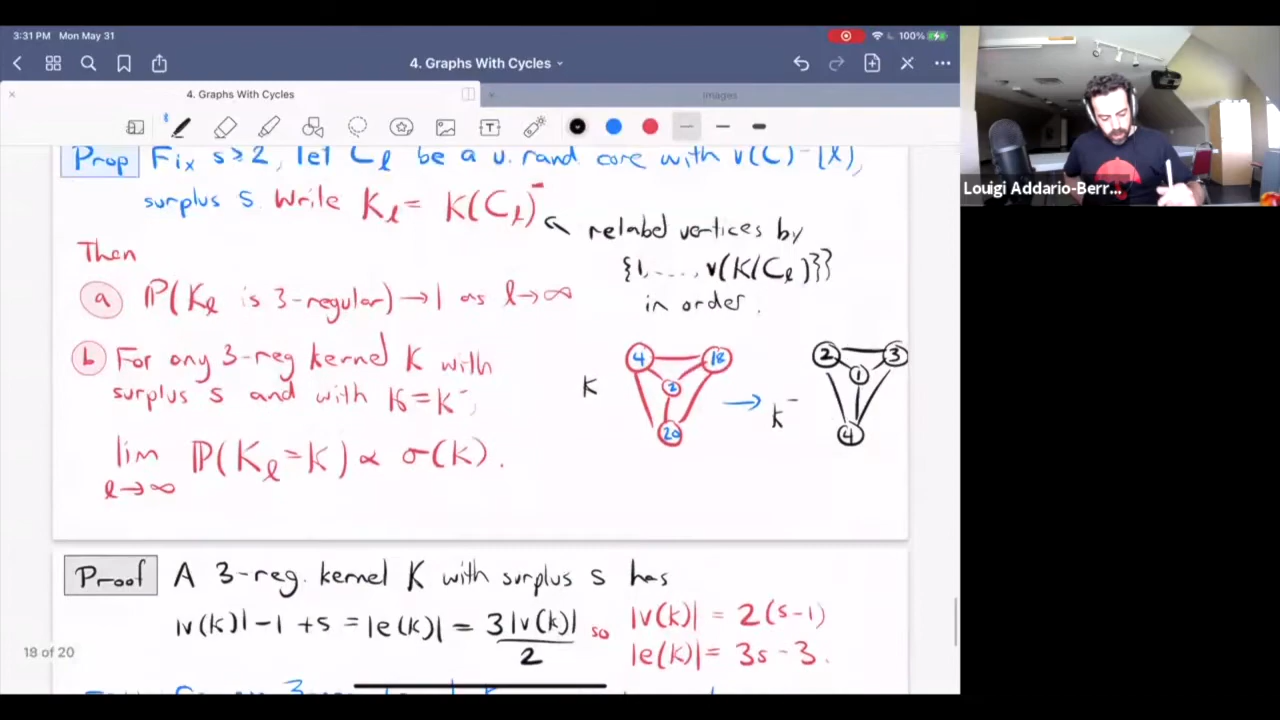 3:31 PM Mon May 31
100%
4. Graphs With Cycles
4. Graphs With Cycles
Images
Louigi Addario-Berr...
Prop Fix s≥2, let C_ℓ be a u. rand. core with v(C)=[ℓ],
surplus s. Write K_ℓ = K(C_ℓ)^-
relabel vertices by
{1,...., v(K(C_ℓ))}
in order.
Then
a P(K_ℓ is 3-regular) → 1 as ℓ→∞
b For any 3-reg kernel K with
surplus s and with K = K^-,
lim P(K_ℓ = K) ∝ σ(K).
ℓ→∞
K
4 18
2
20
K^-
2 3
1
4
Proof A 3-reg. kernel K with surplus s has
|v(K)| - 1 + s = |e(K)| = 3|v(K)|/2 so
|v(K)| = 2(s-1)
|e(K)| = 3s - 3.
18 of 20